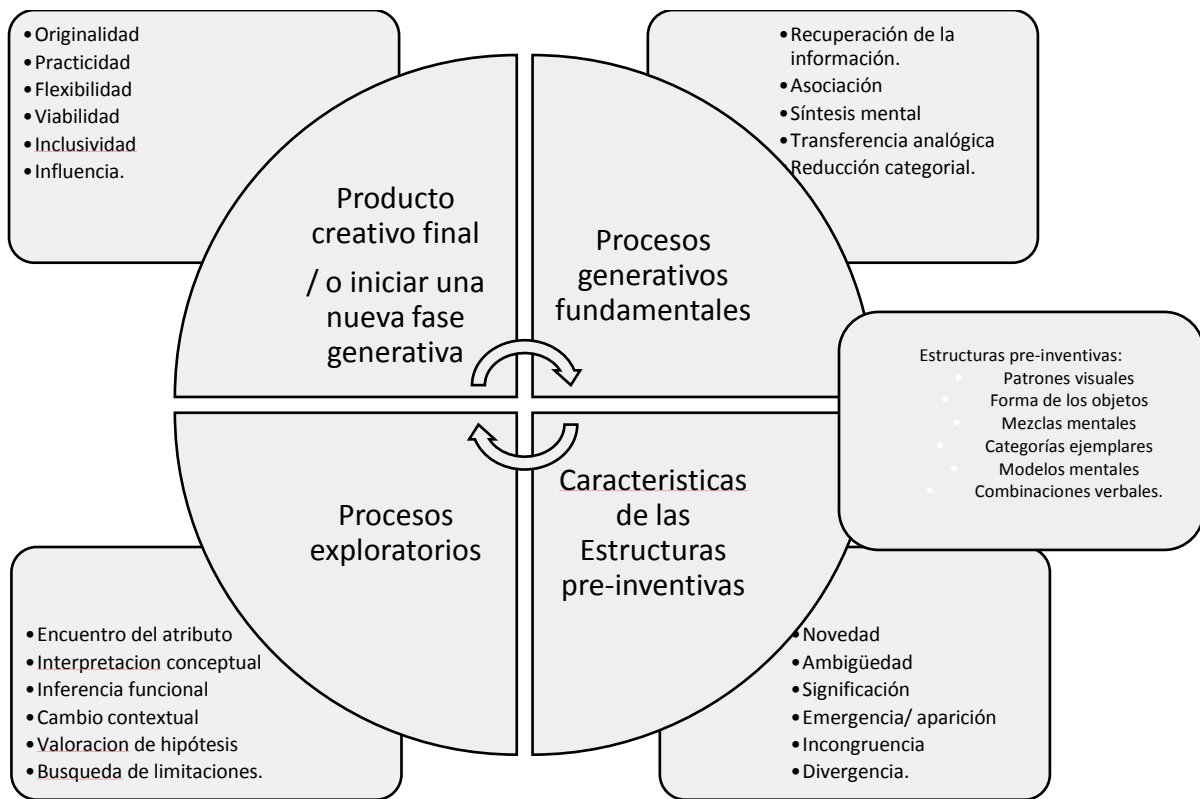 •Originalidad
•Practicidad
•Flexibilidad
•Viabilidad
•Inclusividad
•Influencia.
•Recuperación de la
información.
•Asociación
•Síntesis mental
•Transferencia analógica
•Reducción categorial.
Producto
creativo final
/ o iniciar una
nueva fase
generativa
Procesos
generativos
fundamentales
Estructuras pre-inventivas:
• Patrones visuales
• Forma de los objetos
• Mezclas mentales
• Categorías ejemplares
• Modelos mentales
• Combinaciones verbales.
Procesos
exploratorios
Caracteristicas
de las
Estructuras
pre-inventivas
•Encuentro del atributo
•Interpretacion conceptual
•Inferencia funcional
•Cambio contextual
•Valoracion de hipótesis
•Busqueda de limitaciones.
•Novedad
•Ambigüedad
•Significación
•Emergencia/ aparición
•Incongruencia
•Divergencia.